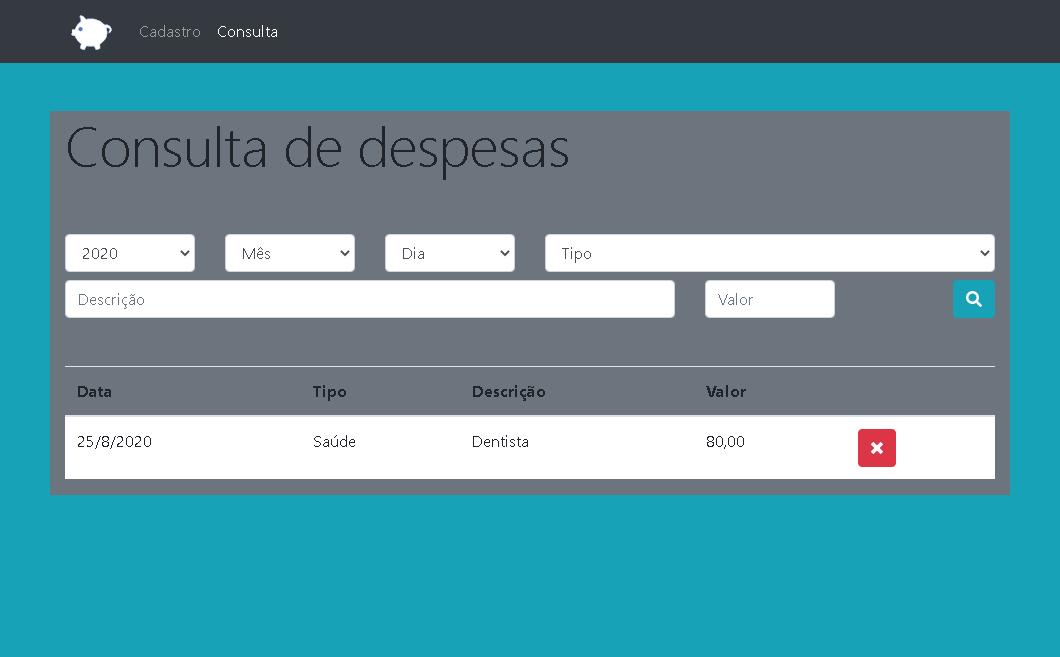 Cadastro Consulta
Consulta de despesas
2020 Mês Dia Tipo
Descrição Valor
Data Tipo Descrição Valor
25/8/2020 Saúde Dentista 80,00